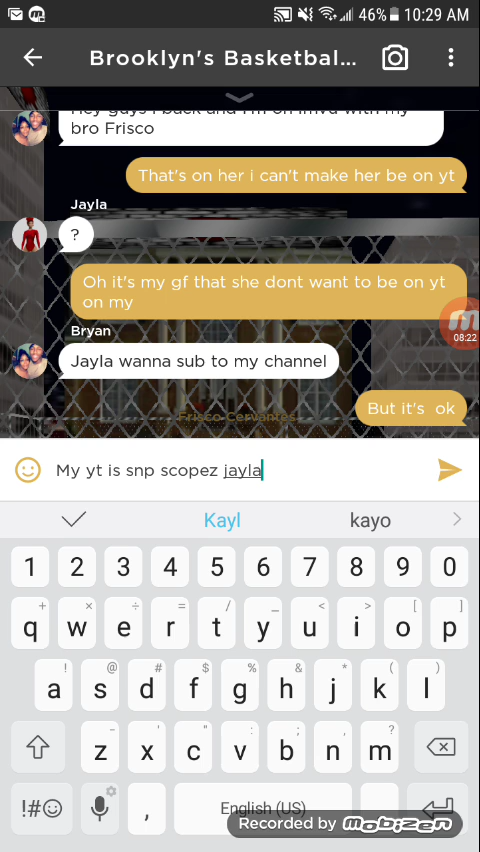 46% 10:29 AM
Brooklyn's Basketbal...
Hey guys I back and I'm on imvu with my
bro Frisco
That's on her i can't make her be on yt
Jayla
?
Oh it's my gf that she dont want to be on yt
on my
08:22
Bryan
Jayla wanna sub to my channel
Frisco Cervantes
But it's ok
My yt is snp scopez jayla
Kayl kayo
1 2 3 4 5 6 7 8 9 0
+ × ÷ = / _ < > [ ]
q w e r t y u i o p
! @ # $ % ^ & * ( )
a s d f g h j k l
- ' " : ; , ?
z x c v b n m
!#☺ , English (US)
Recorded by mobizen